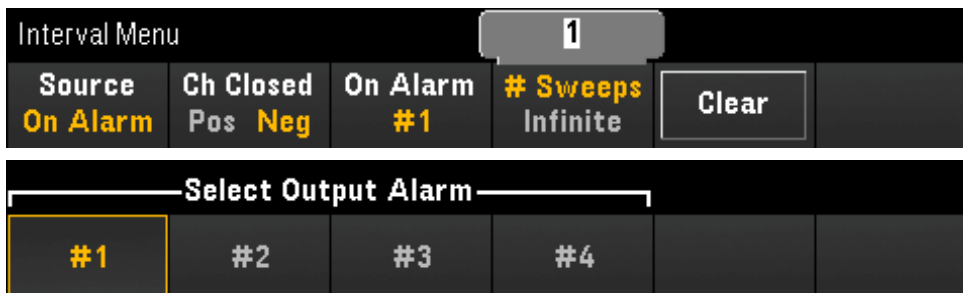 Interval Menu
1
Source Ch Closed On Alarm # Sweeps Clear
On Alarm Pos Neg #1 Infinite
Select Output Alarm
#1 #2 #3 #4